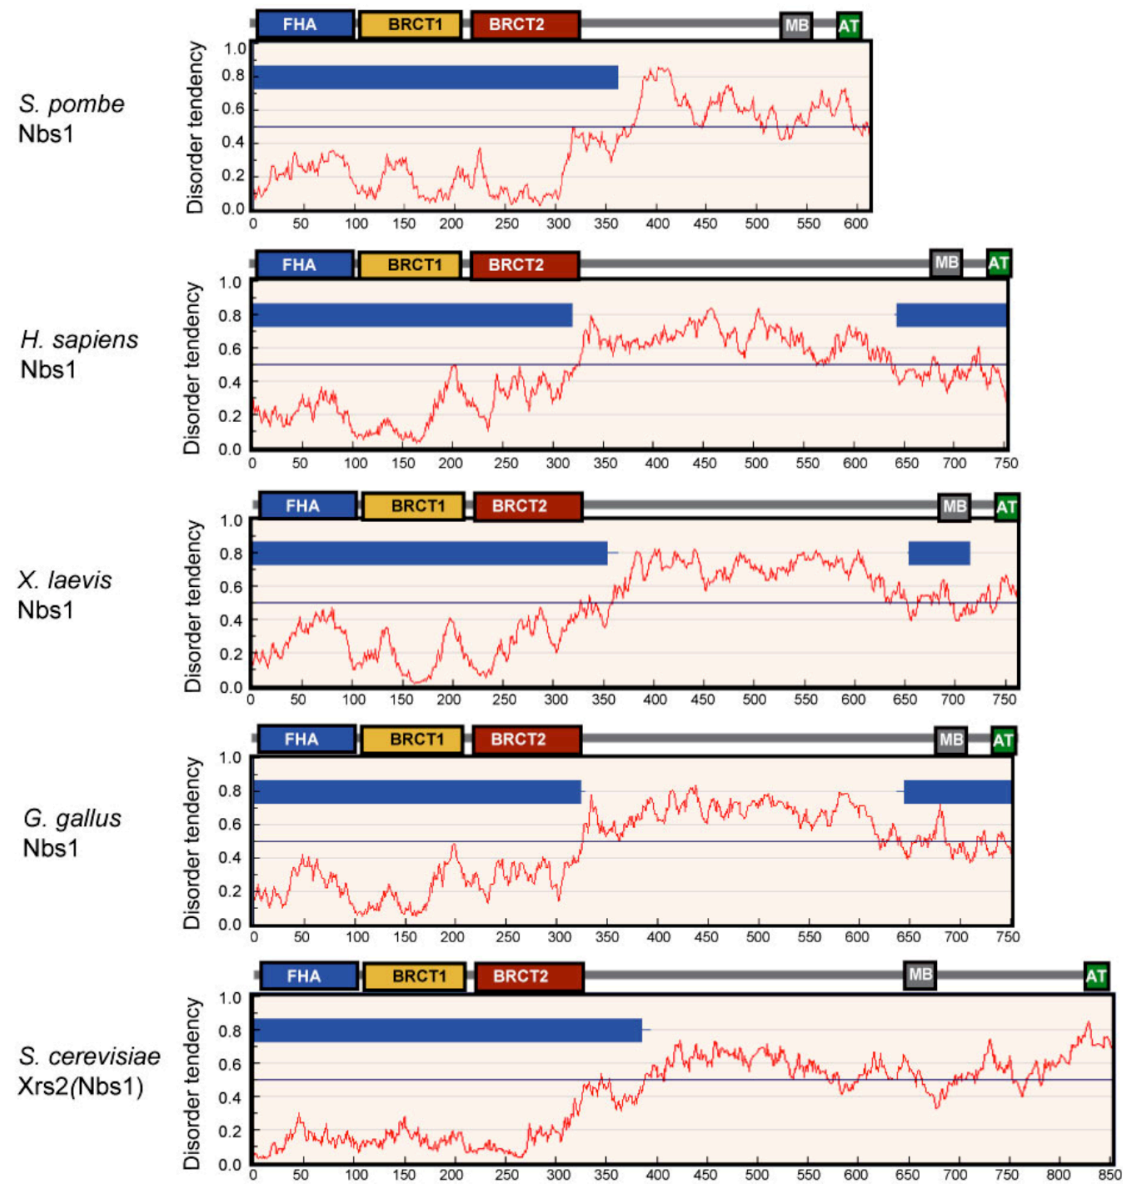 FHA BRCT1 BRCT2 MB AT
S. pombe
Nbs1
Disorder tendency
1.0
0.8
0.6
0.4
0.2
0.0
0 50 100 150 200 250 300 350 400 450 500 550 600
FHA BRCT1 BRCT2 MB AT
H. sapiens
Nbs1
Disorder tendency
1.0
0.8
0.6
0.4
0.2
0.0
0 50 100 150 200 250 300 350 400 450 500 550 600 650 700 750
FHA BRCT1 BRCT2 MB AT
X. laevis
Nbs1
Disorder tendency
1.0
0.8
0.6
0.4
0.2
0.0
0 50 100 150 200 250 300 350 400 450 500 550 600 650 700 750
FHA BRCT1 BRCT2 MB AT
G. gallus
Nbs1
Disorder tendency
1.0
0.8
0.6
0.4
0.2
0.0
0 50 100 150 200 250 300 350 400 450 500 550 600 650 700 750
FHA BRCT1 BRCT2 MB AT
S. cerevisiae
Xrs2(Nbs1)
Disorder tendency
1.0
0.8
0.6
0.4
0.2
0.0
0 50 100 150 200 250 300 350 400 450 500 550 600 650 700 750 800 850